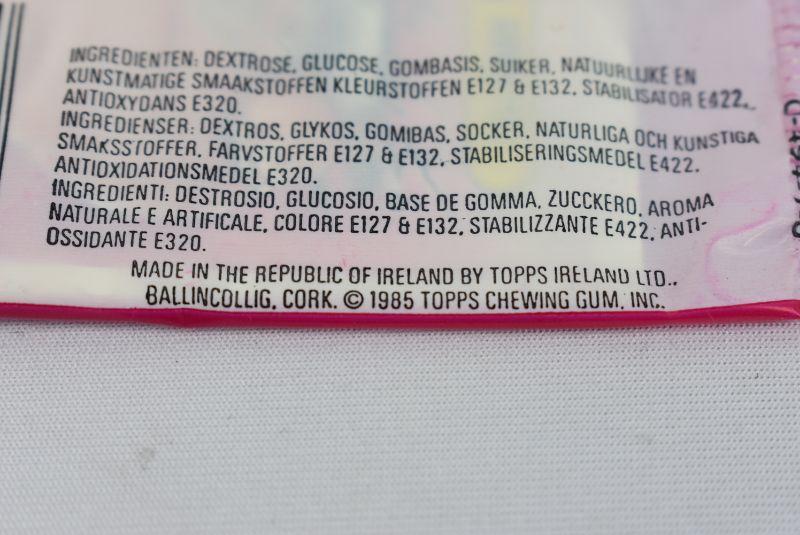 INGREDIENTEN: DEXTROSE, GLUCOSE, GOMBASIS, SUIKER, NATUURLIJKE EN
KUNSTMATIGE SMAAKSTOFFEN KLEURSTOFFEN E127 & E132, STABILISATOR E422,
ANTIOXYDANS E320.
INGREDIENSER: DEXTROS, GLYKOS, GOMIBAS, SOCKER, NATURLIGA OCH KUNSTIGA
SMAKSSTOFFER, FARVSTOFFER E127 & E132, STABILISERINGSMEDEL E422.
ANTIOXIDATIONSMEDEL E320.
INGREDIENTI: DESTROSIO, GLUCOSIO, BASE DE GOMMA, ZUCCKERO, AROMA
NATURALE E ARTIFICALE, COLORE E127 & E132, STABILIZZANTE E422, ANTI-
OSSIDANTE E320.
MADE IN THE REPUBLIC OF IRELAND BY TOPPS IRELAND LTD.,
BALLINCOLLIG, CORK. © 1985 TOPPS CHEWING GUM, INC.